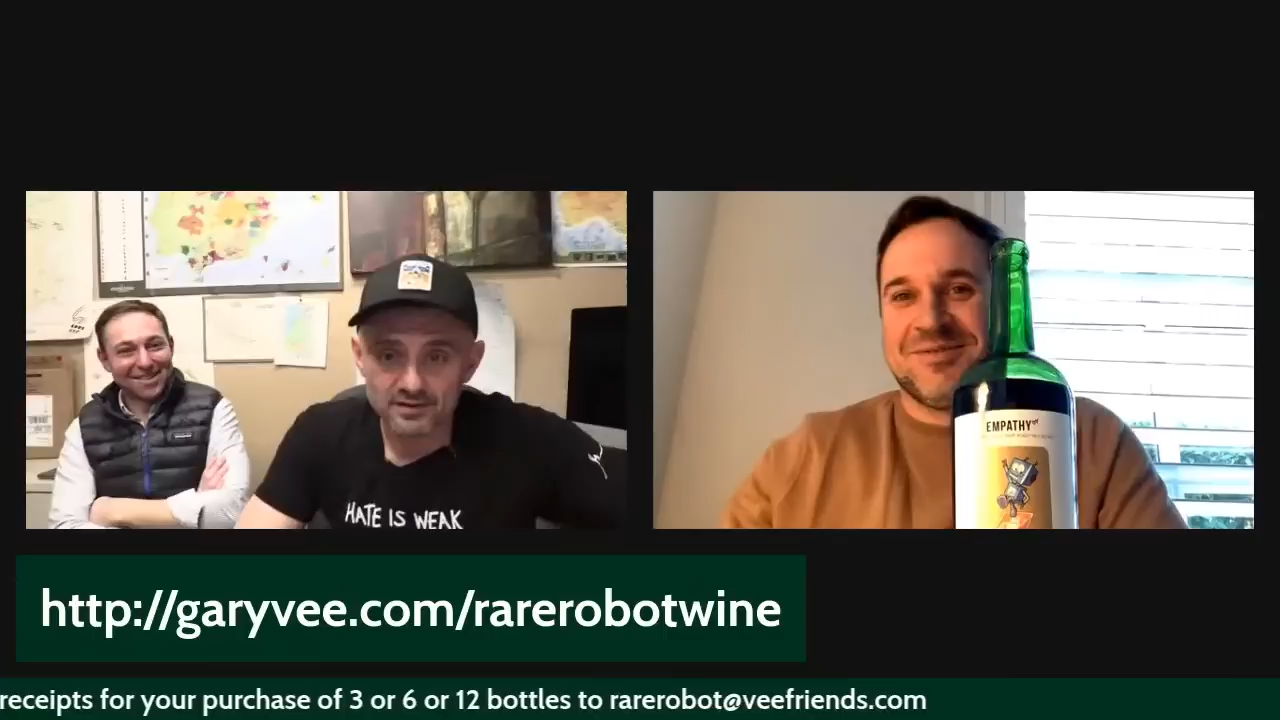 HATE IS WEAK
EMPATHY
http://garyvee.com/rarerobotwine
receipts for your purchase of 3 or 6 or 12 bottles to rarerobot@veefriends.com